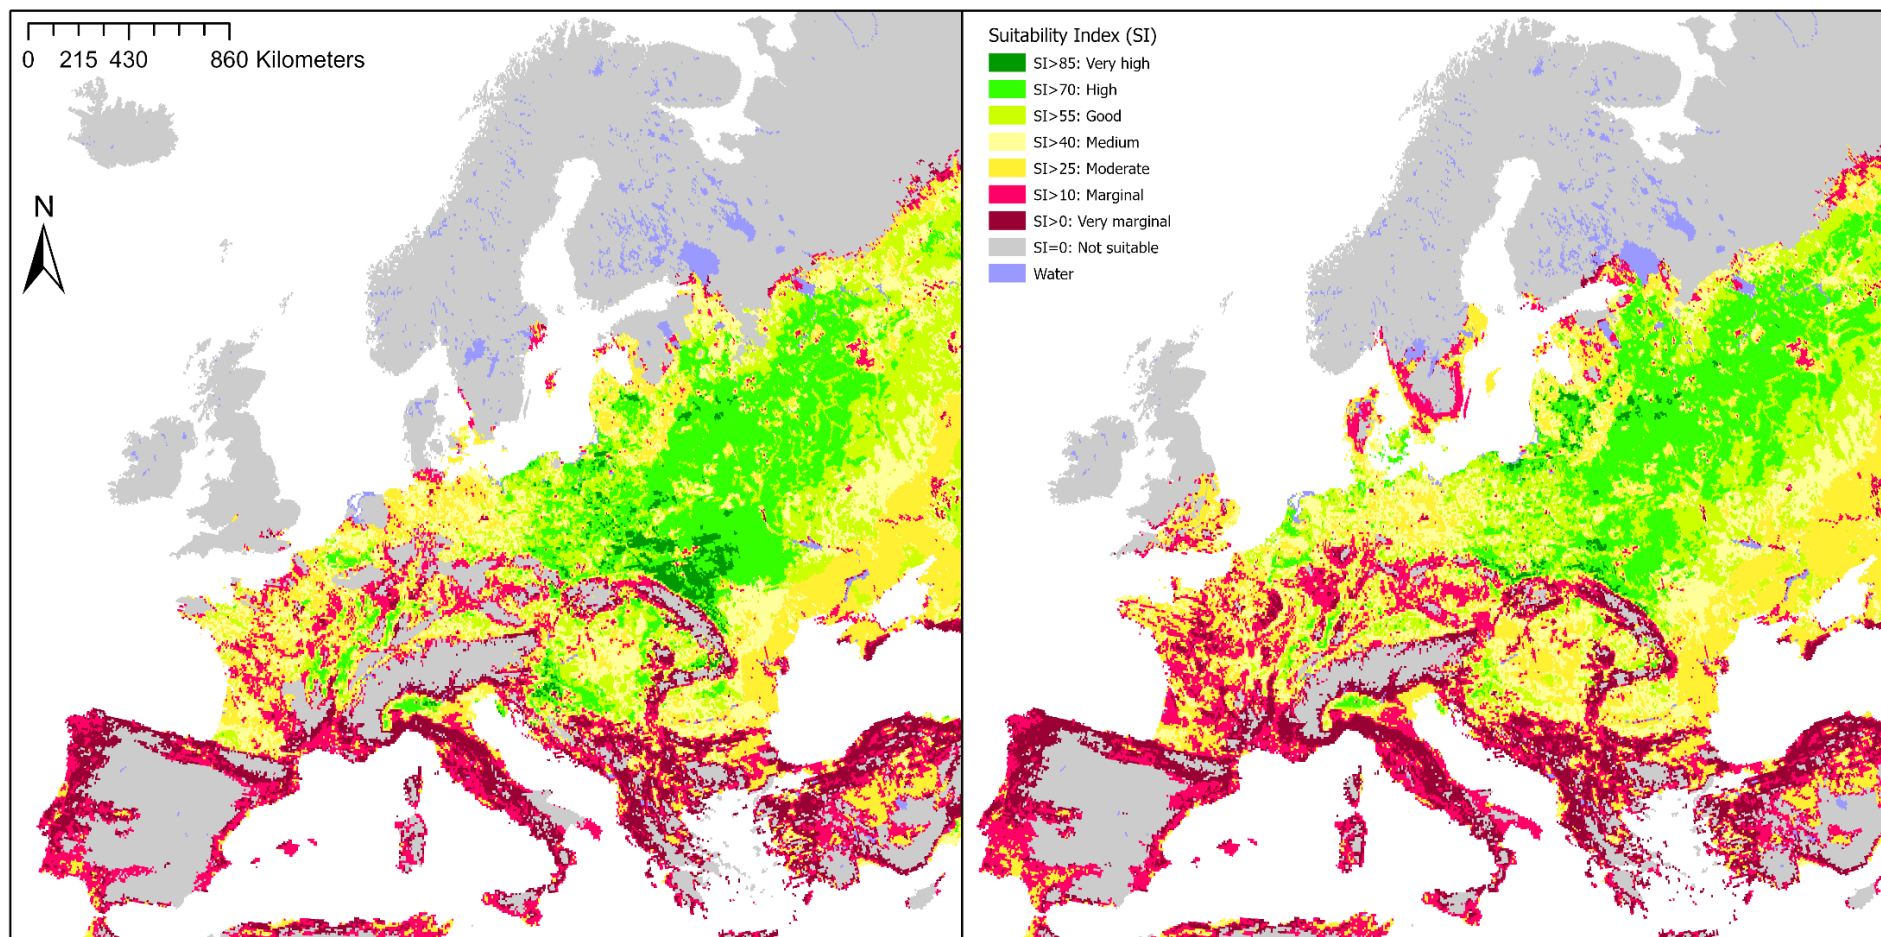 0 215 430 860 Kilometers
N
Suitability Index (SI)
SI>85: Very high
SI>70: High
SI>55: Good
SI>40: Medium
SI>25: Moderate
SI>10: Marginal
SI>0: Very marginal
SI=0: Not suitable
Water